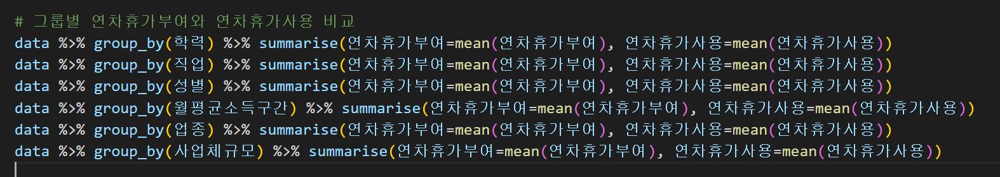 # 그룹별 연차휴가부여와 연차휴가사용 비교
data %>% group_by(학력) %>% summarise(연차휴가부여=mean(연차휴가부여), 연차휴가사용=mean(연차휴가사용))
data %>% group_by(직업) %>% summarise(연차휴가부여=mean(연차휴가부여), 연차휴가사용=mean(연차휴가사용))
data %>% group_by(성별) %>% summarise(연차휴가부여=mean(연차휴가부여), 연차휴가사용=mean(연차휴가사용))
data %>% group_by(월평균소득구간) %>% summarise(연차휴가부여=mean(연차휴가부여), 연차휴가사용=mean(연차휴가사용))
data %>% group_by(업종) %>% summarise(연차휴가부여=mean(연차휴가부여), 연차휴가사용=mean(연차휴가사용))
data %>% group_by(사업체규모) %>% summarise(연차휴가부여=mean(연차휴가부여), 연차휴가사용=mean(연차휴가사용))